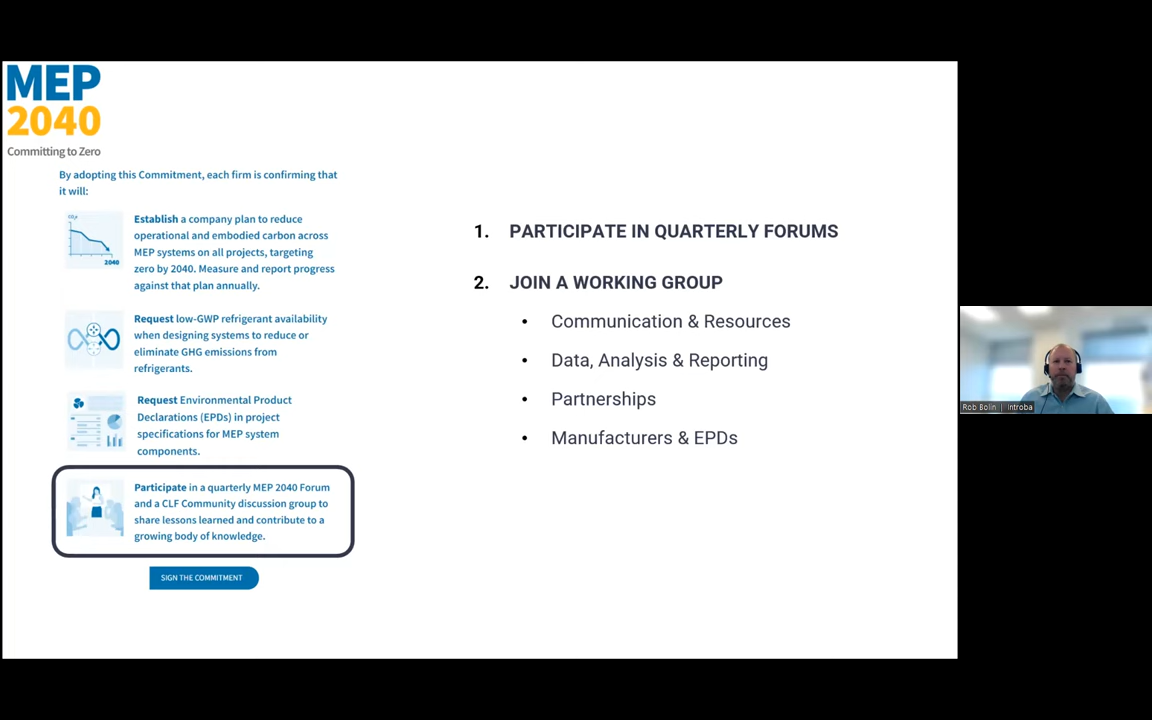 MEP
2040
Committing to Zero
By adopting this Commitment, each firm is confirming that
it will:
CO₂e
2040
Establish a company plan to reduce
operational and embodied carbon across
MEP systems on all projects, targeting
zero by 2040. Measure and report progress
against that plan annually.
Request low-GWP refrigerant availability
when designing systems to reduce or
eliminate GHG emissions from
refrigerants.
Request Environmental Product
Declarations (EPDs) in project
specifications for MEP system
components.
Participate in a quarterly MEP 2040 Forum
and a CLF Community discussion group to
share lessons learned and contribute to a
growing body of knowledge.
SIGN THE COMMITMENT
1. PARTICIPATE IN QUARTERLY FORUMS
2. JOIN A WORKING GROUP
• Communication & Resources
• Data, Analysis & Reporting
• Partnerships
• Manufacturers & EPDs
Rob Bolin | Introba